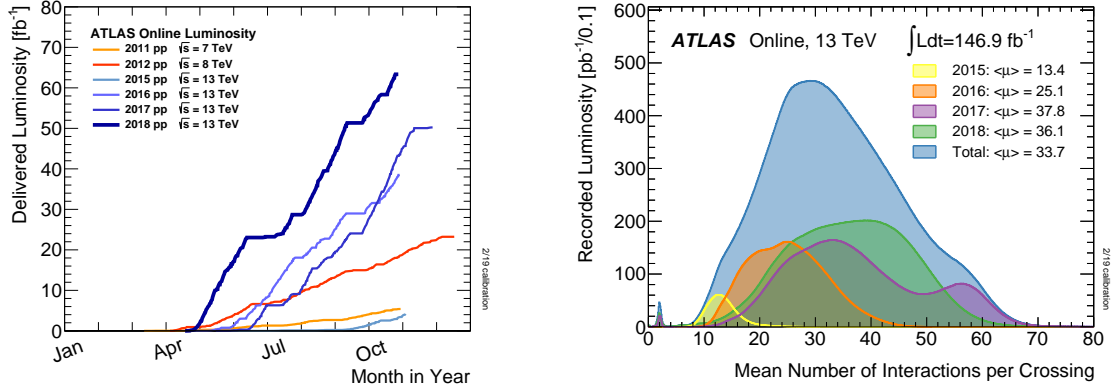 80
70
60
50
40
30
20
10
0
Delivered Luminosity [fb⁻¹]
ATLAS Online Luminosity
2011 pp √s = 7 TeV
2012 pp √s = 8 TeV
2015 pp √s = 13 TeV
2016 pp √s = 13 TeV
2017 pp √s = 13 TeV
2018 pp √s = 13 TeV
2/19 calibration
Jan Apr Jul Oct
Month in Year
600
500
400
300
200
100
0
Recorded Luminosity [pb⁻¹/0.1]
ATLAS Online, 13 TeV ∫Ldt=146.9 fb⁻¹
2015: <μ> = 13.4
2016: <μ> = 25.1
2017: <μ> = 37.8
2018: <μ> = 36.1
Total: <μ> = 33.7
2/19 calibration
0 10 20 30 40 50 60 70 80
Mean Number of Interactions per Crossing